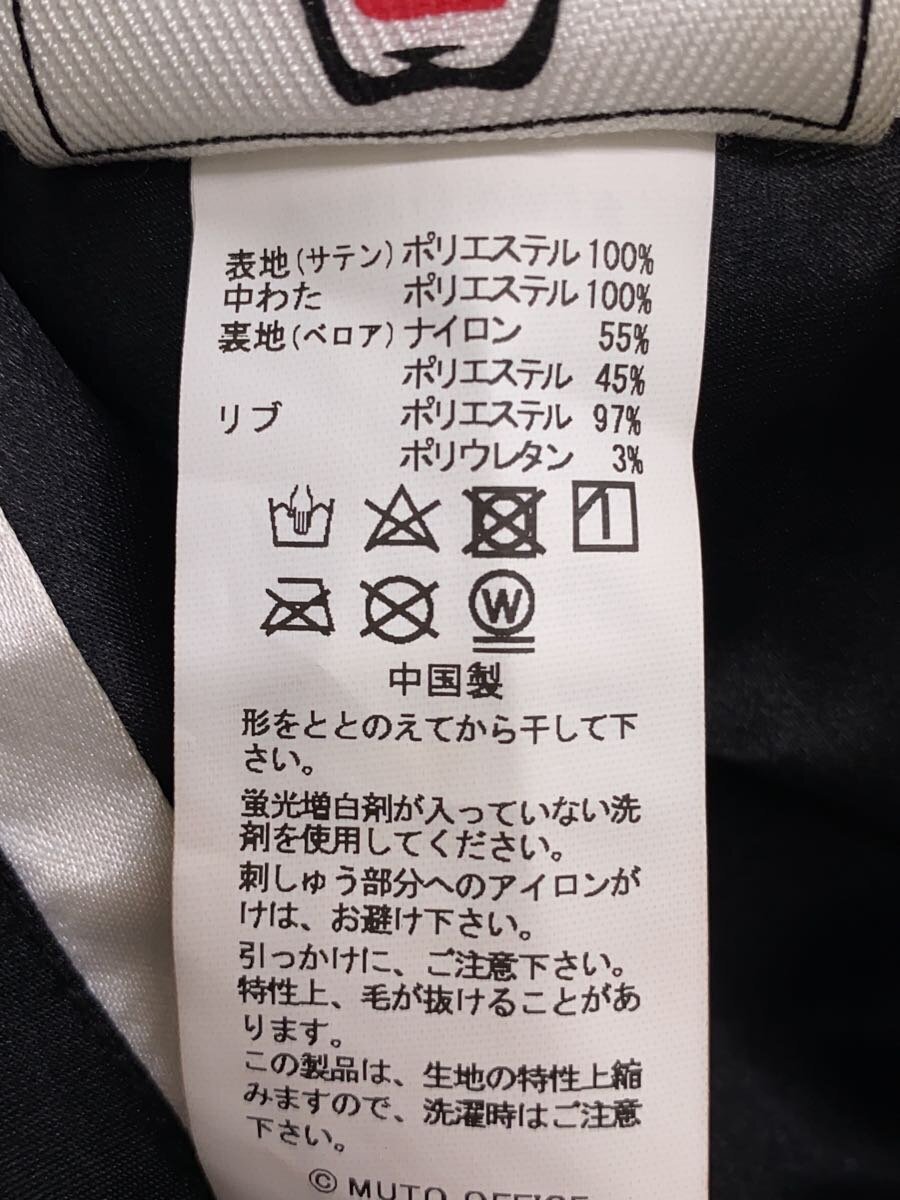 表地(サテン) ポリエステル 100%
中わた ポリエステル 100%
裏地(ベロア) ナイロン 55%
ポリエステル 45%
リブ ポリエステル 97%
ポリウレタン 3%
W
中国製
形をととのえてから干して下
さい。
蛍光増白剤が入っていない洗
剤を使用してください。
刺しゅう部分へのアイロンが
けは、お避け下さい。
引っかけに、ご注意下さい。
特性上、毛が抜けることがあ
ります。
この製品は、生地の特性上縮
みますので、洗濯時はご注意
下さい。
© MUTO OFFICE